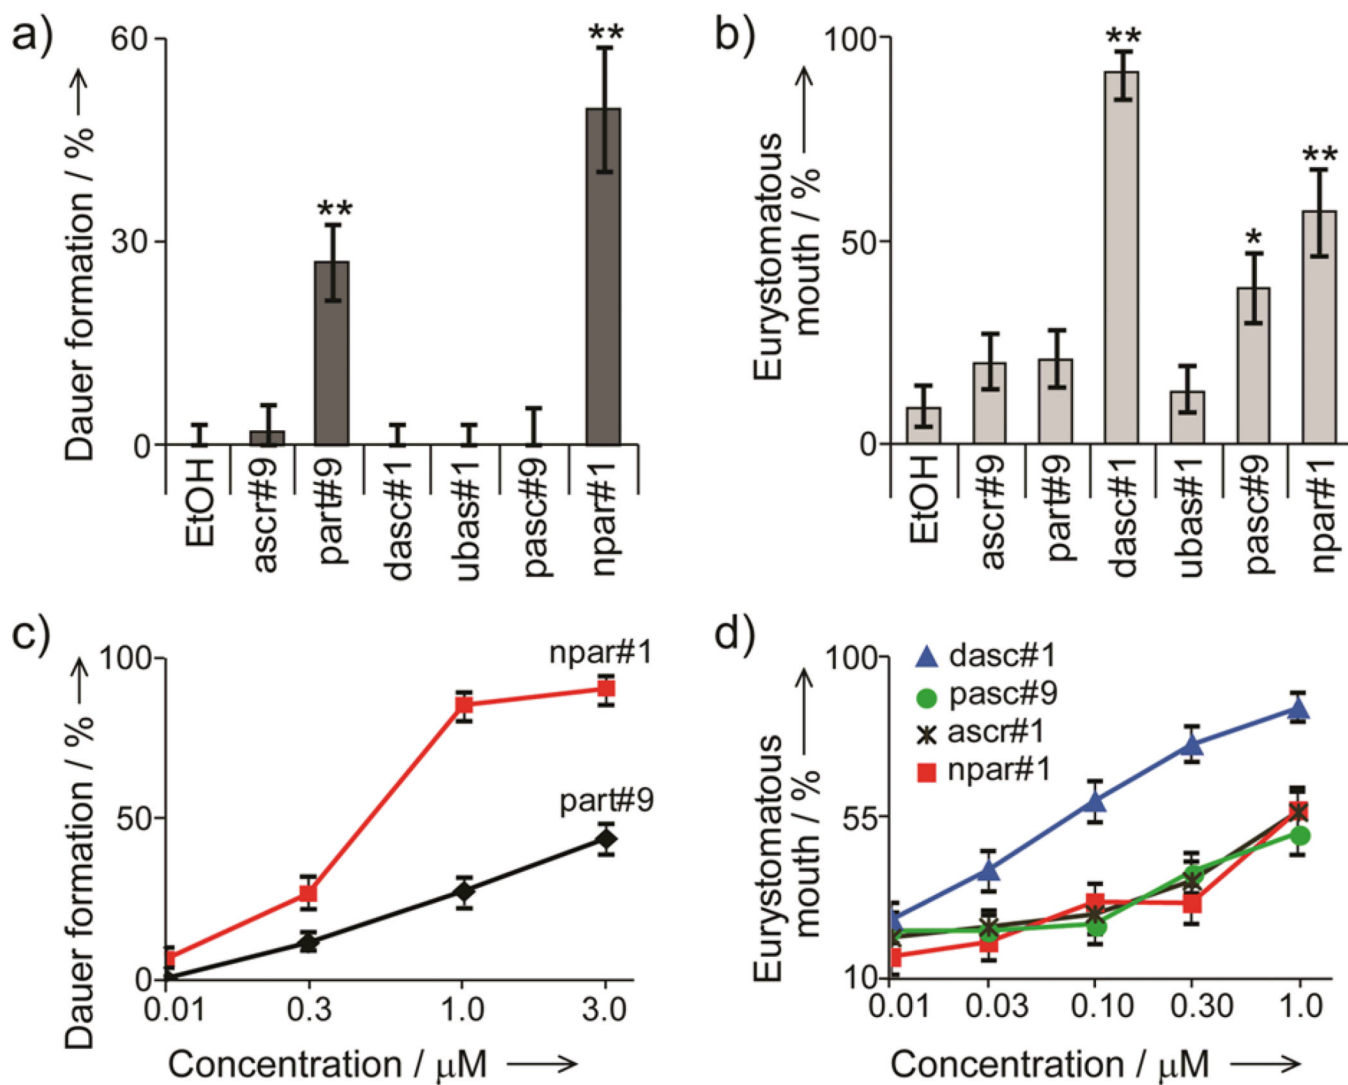 a)
Dauer formation / % →
60
30
0
**
**
EtOH
ascr#9
part#9
dasc#1
ubas#1
pasc#9
npar#1
b)
Eurystomatous
mouth / % →
100
50
0
**
*
**
EtOH
ascr#9
part#9
dasc#1
ubas#1
pasc#9
npar#1
c)
Dauer formation / % →
100
50
0
npar#1
part#9
0.01 0.3 1.0 3.0
Concentration / μM →
d)
Eurystomatous
mouth / % →
100
55
10
dasc#1
pasc#9
ascr#1
npar#1
0.01 0.03 0.10 0.30 1.0
Concentration / μM →